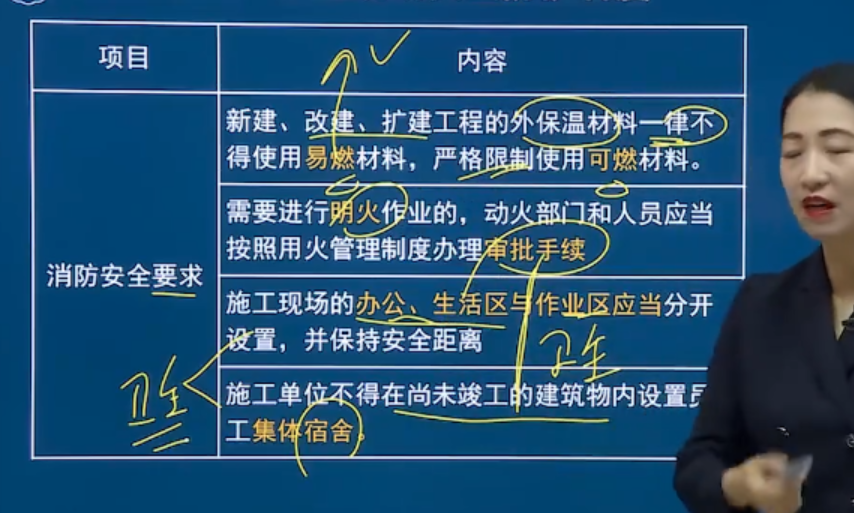 项目
内容
消防安全要求
新建、改建、扩建工程的外保温材料一律不
得使用易燃材料，严格限制使用可燃材料。
需要进行明火作业的，动火部门和人员应当
按照用火管理制度办理审批手续
施工现场的办公、生活区与作业区应当分开
设置，并保持安全距离
卫生
施工单位不得在尚未竣工的建筑物内设置员
工集体宿舍。
卫生